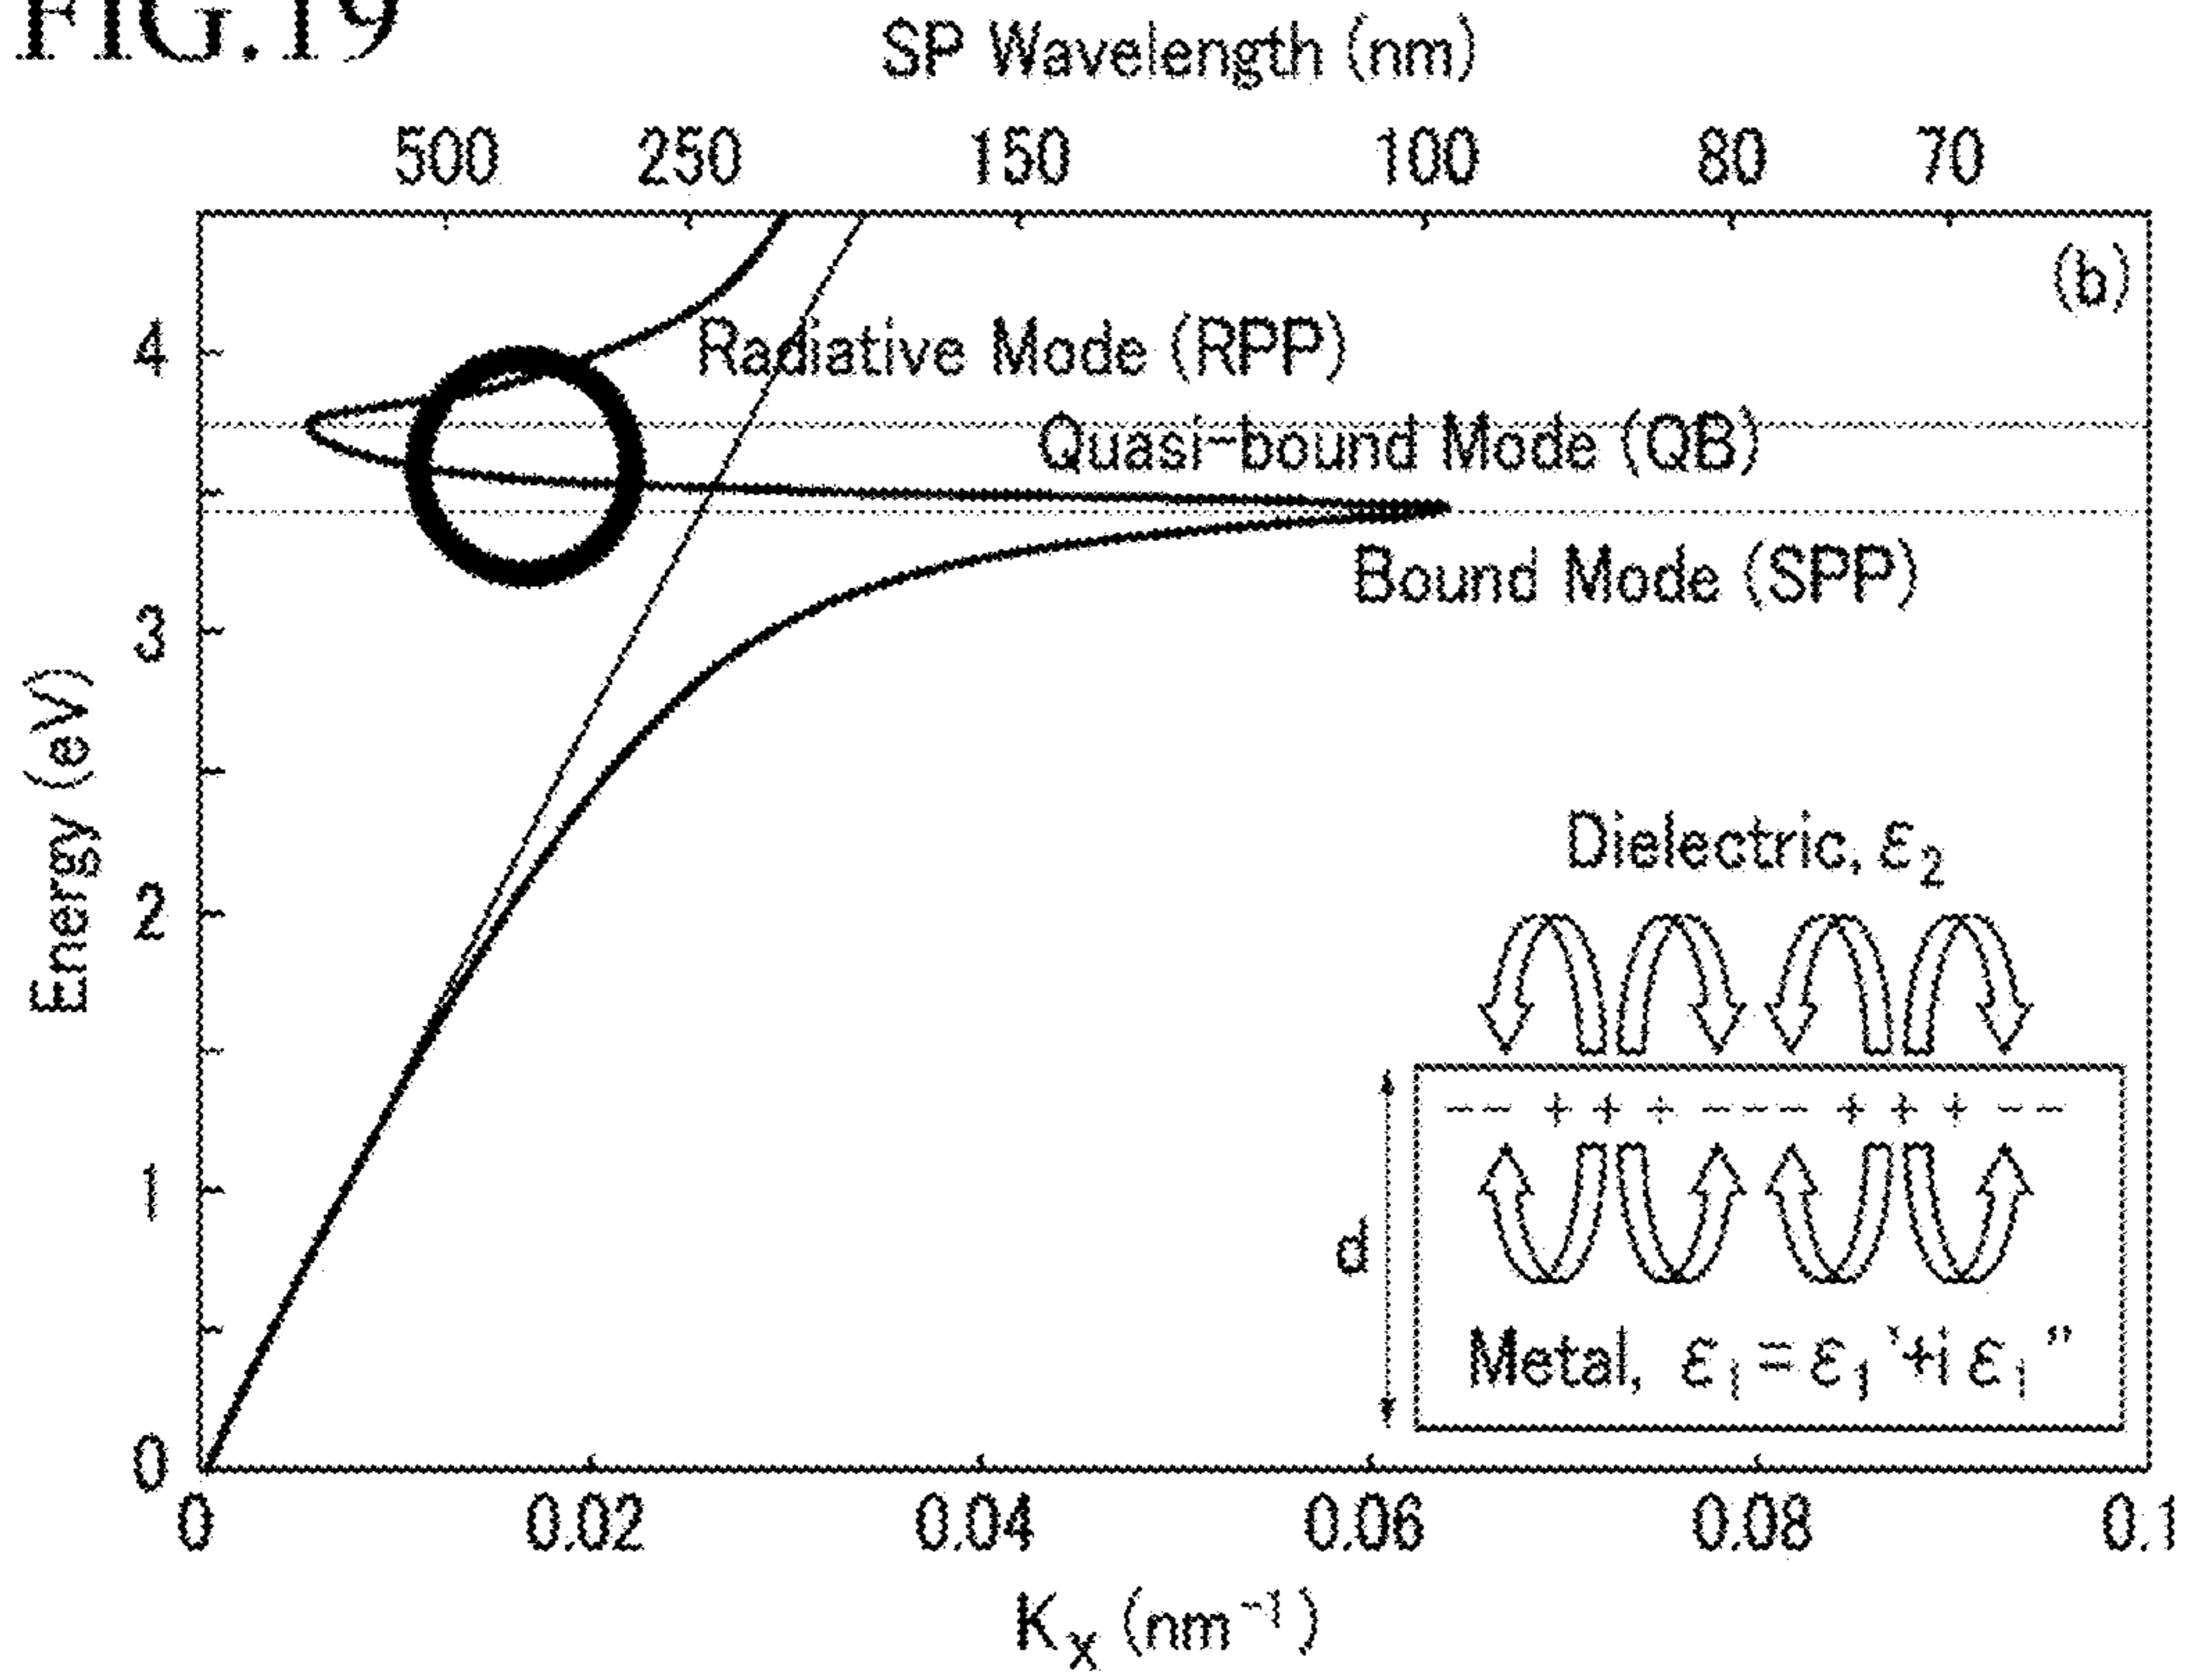 FIG.19
SP Wavelength (nm)
500 250 150 100 80 70
(b)
4
Radiative Mode (RPP)
Quasi-bound Mode (QB)
Bound Mode (SPP)
3
Energy (eV)
2
1
0
Dielectric, ε2
-- + + + --- + + + --
d
Metal, ε1=ε1‵+i ε1”
0 0.02 0.04 0.06 0.08 0.1
Kx (nm⁻¹)